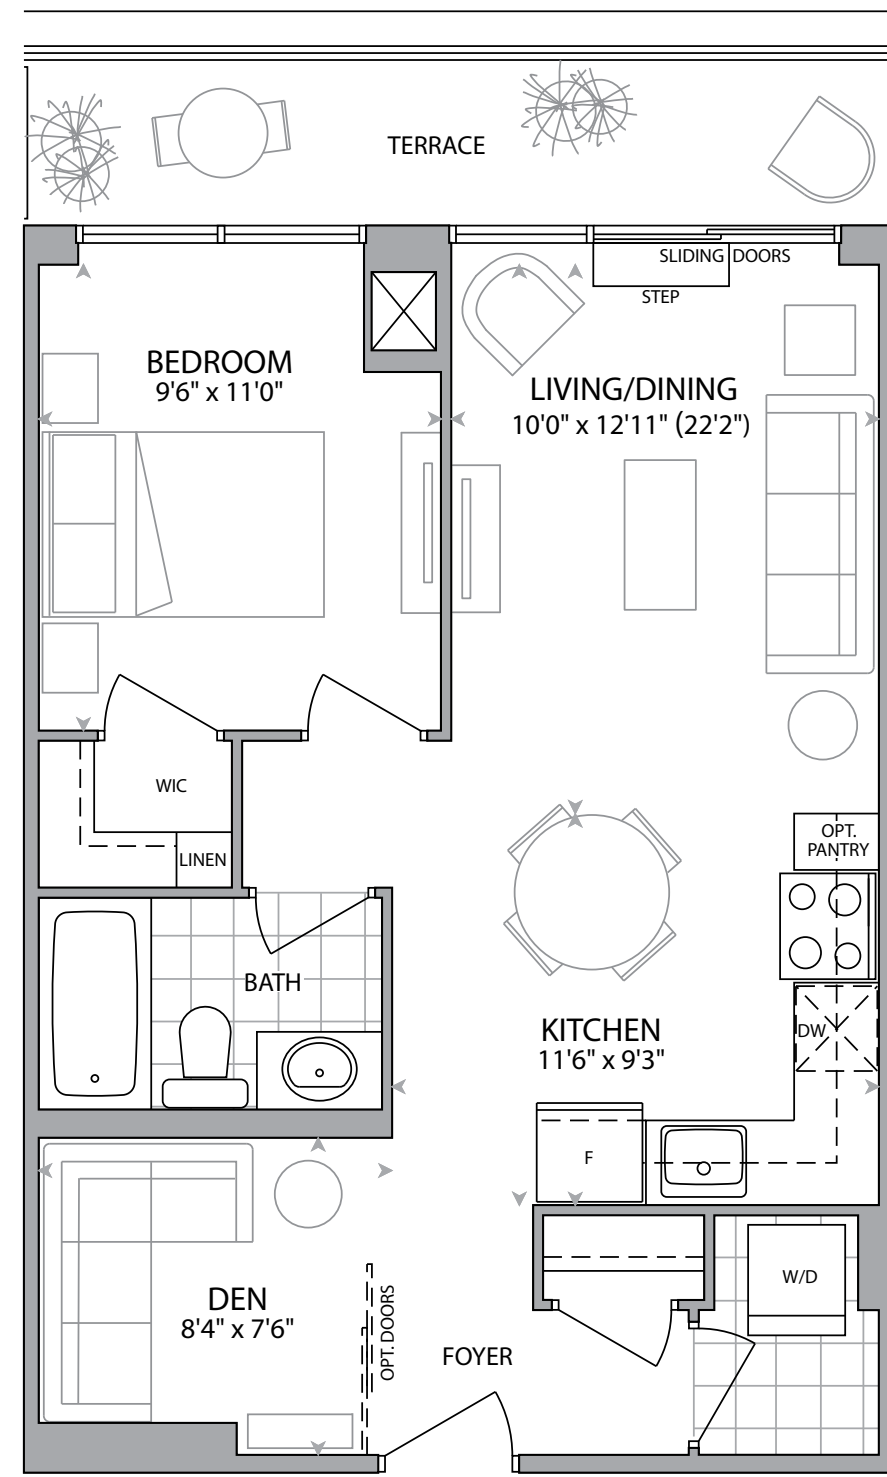 TERRACE
SLIDING DOORS
STEP
BEDROOM
9'6" x 11'0"
LIVING/DINING
10'0" x 12'11" (22'2")
WIC
LINEN
OPT.
PANTRY
BATH
DW
KITCHEN
11'6" x 9'3"
F
W/D
DEN
8'4" x 7'6"
OPT. DOORS
FOYER